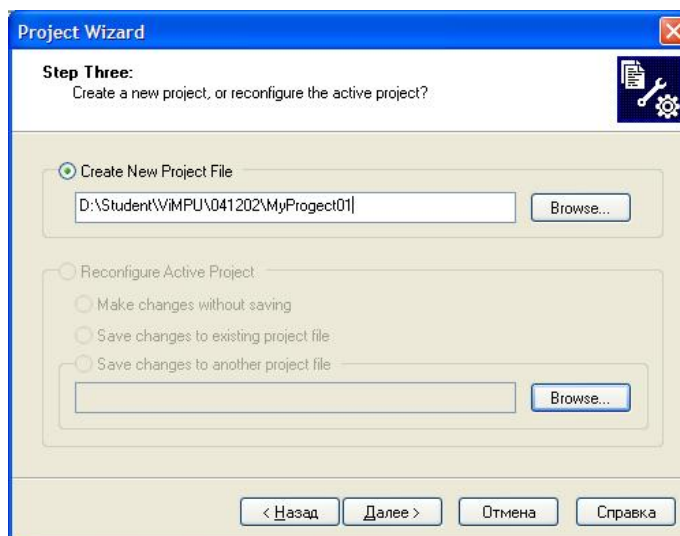 Project Wizard
Step Three:
Create a new project, or reconfigure the active project?
Create New Project File
D:\Student\ViMPU\041202\MyProgect01
Browse...
Reconfigure Active Project
Make changes without saving
Save changes to existing project file
Save changes to another project file
Browse...
< Назад Далее > Отмена Справка